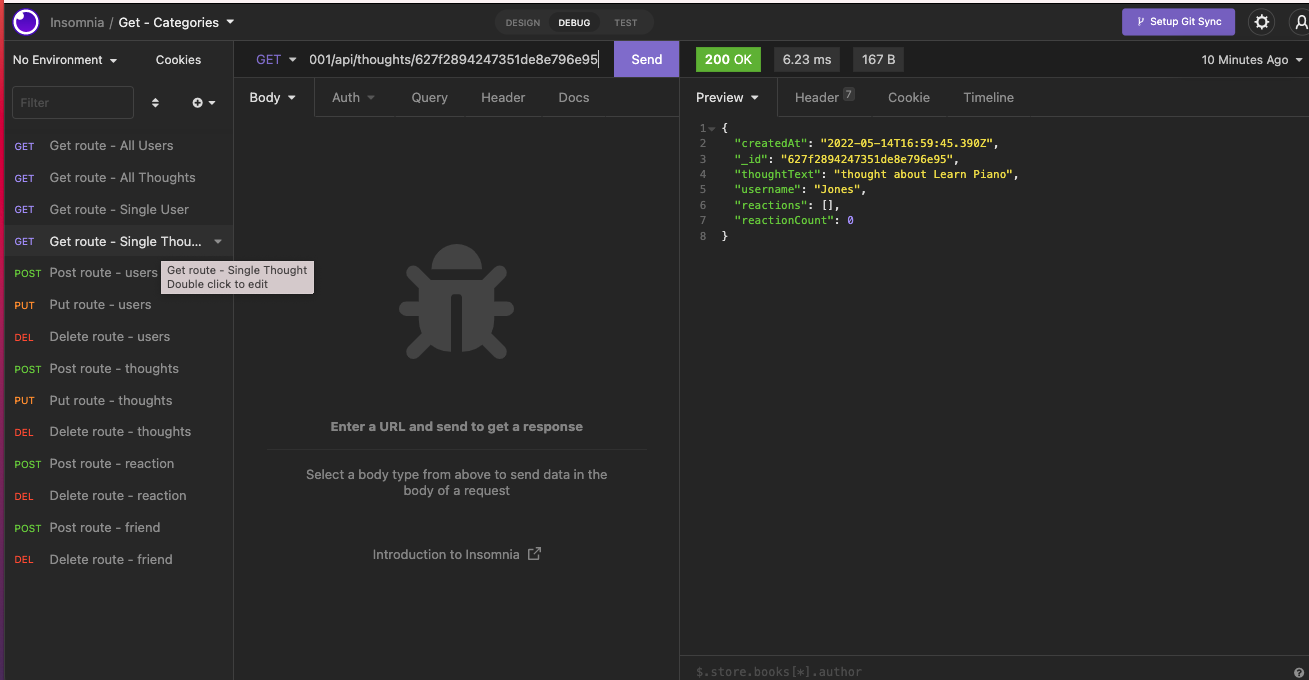 Insomnia / Get - Categories
DESIGN DEBUG TEST
Setup Git Sync
No Environment
Cookies
GET 001/api/thoughts/627f2894247351de8e796e95
Send
200 OK
6.23 ms
167 B
10 Minutes Ago
Filter
Body
Auth
Query
Header
Docs
Preview
Header 7
Cookie
Timeline
GET Get route - All Users
GET Get route - All Thoughts
GET Get route - Single User
GET Get route - Single Thou...
POST Post route - users
Get route - Single Thought
Double click to edit
PUT Put route - users
DEL Delete route - users
POST Post route - thoughts
PUT Put route - thoughts
DEL Delete route - thoughts
POST Post route - reaction
DEL Delete route - reaction
POST Post route - friend
DEL Delete route - friend
Enter a URL and send to get a response
Select a body type from above to send data in the
body of a request
Introduction to Insomnia
1 {
2 "createdAt": "2022-05-14T16:59:45.390Z",
3 "_id": "627f2894247351de8e796e95",
4 "thoughtText": "thought about Learn Piano",
5 "username": "Jones",
6 "reactions": [],
7 "reactionCount": 0
8 }
$.store.books[*].author